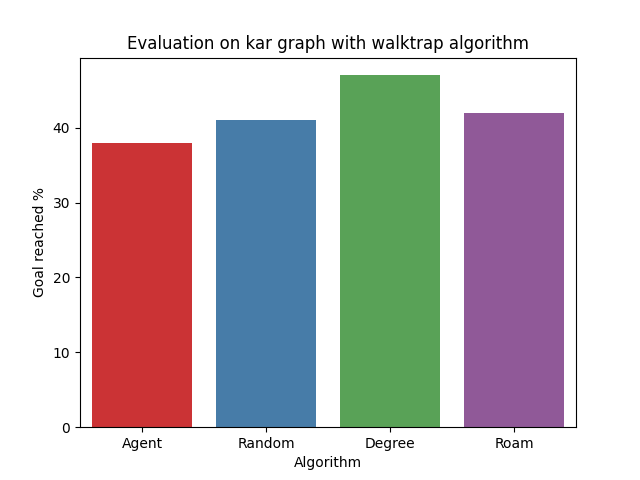 Evaluation on kar graph with walktrap algorithm
Goal reached %
40
30
20
10
0
Agent Random Degree Roam
Algorithm